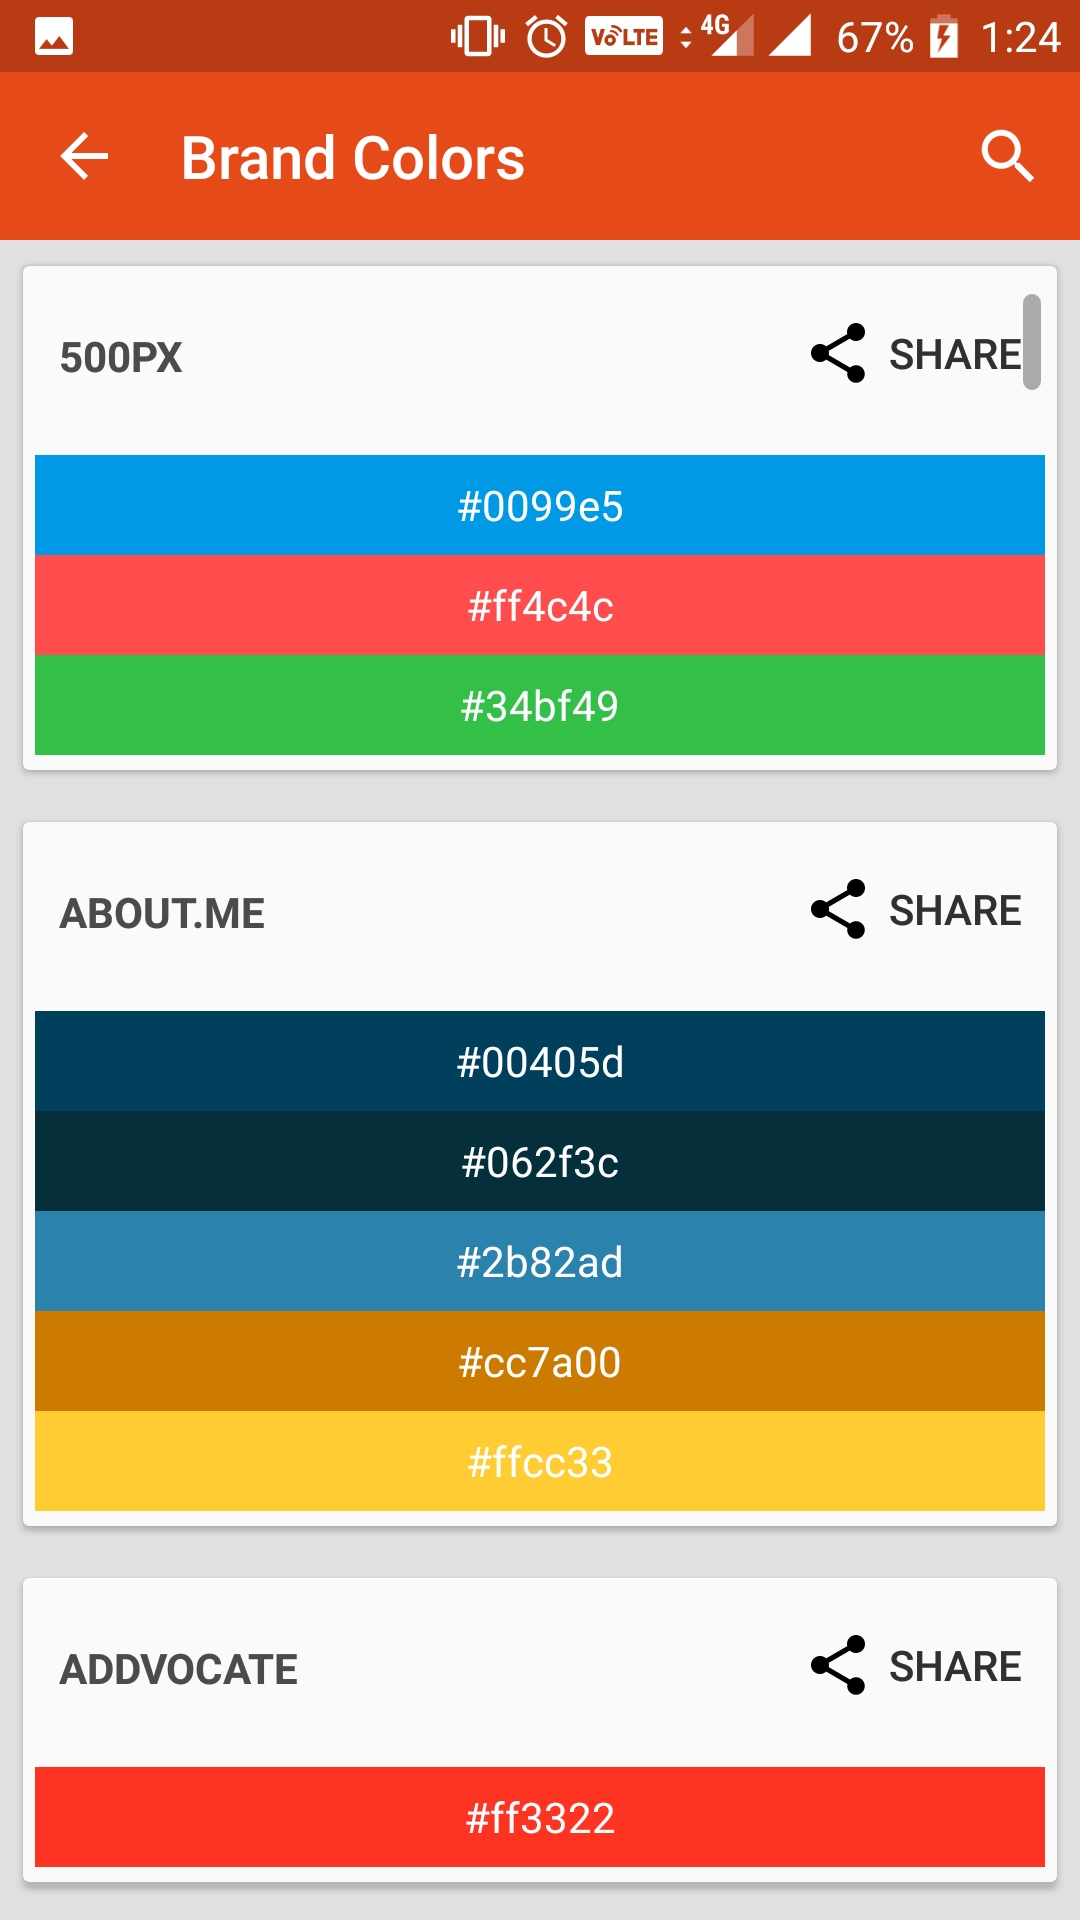 VoLTE 4G 67% 1:24
Brand Colors
500PX SHARE
#0099e5
#ff4c4c
#34bf49
ABOUT.ME SHARE
#00405d
#062f3c
#2b82ad
#cc7a00
#ffcc33
ADDVOCATE SHARE
#ff3322